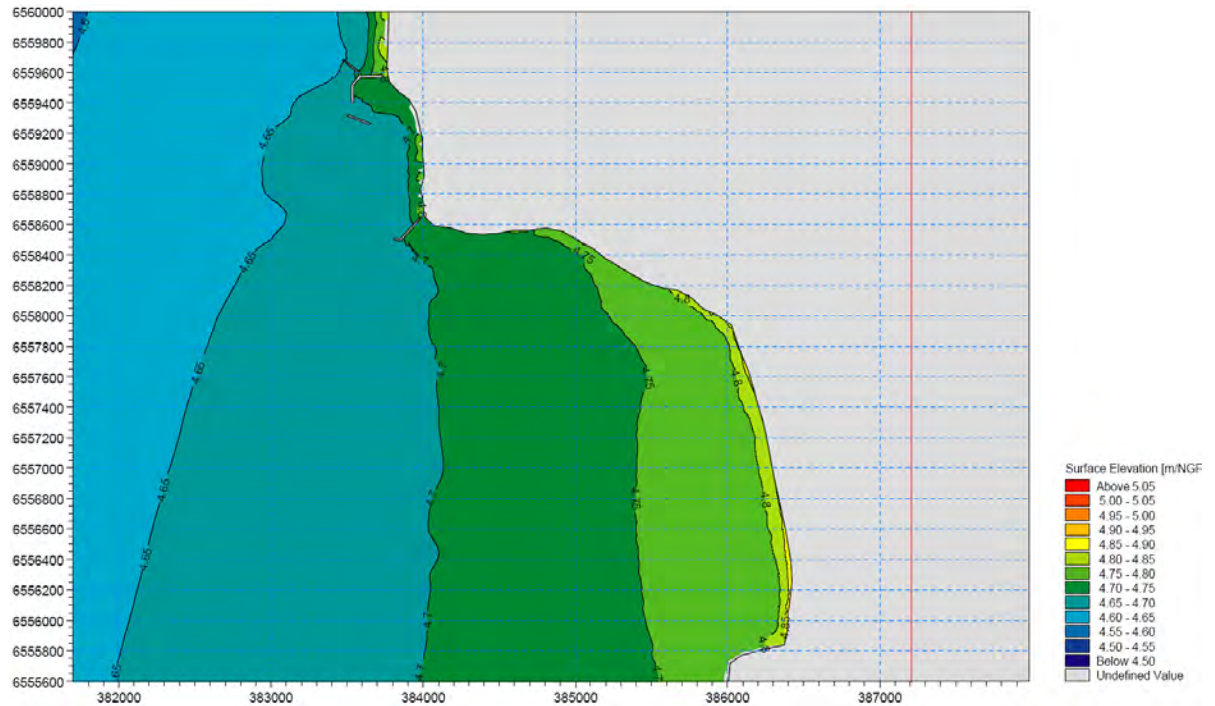 6560000
6559800
6559600
6559400
6559200
6559000
6558800
6558600
6558400
6558200
6558000
6557800
6557600
6557400
6557200
6557000
6556800
6556600
6556400
6556200
6556000
6555800
6555600
382000 383000 384000 385000 386000 387000
4.65
4.65
4.65
4.65
4.65
4.7
4.7
4.7
4.7
4.75
4.75
4.75
4.8
4.8
4.8
4.85
Surface Elevation [m/NGF
Above 5.05
5.00 - 5.05
4.95 - 5.00
4.90 - 4.95
4.85 - 4.90
4.80 - 4.85
4.75 - 4.80
4.70 - 4.75
4.65 - 4.70
4.60 - 4.65
4.55 - 4.60
4.50 - 4.55
Below 4.50
Undefined Value